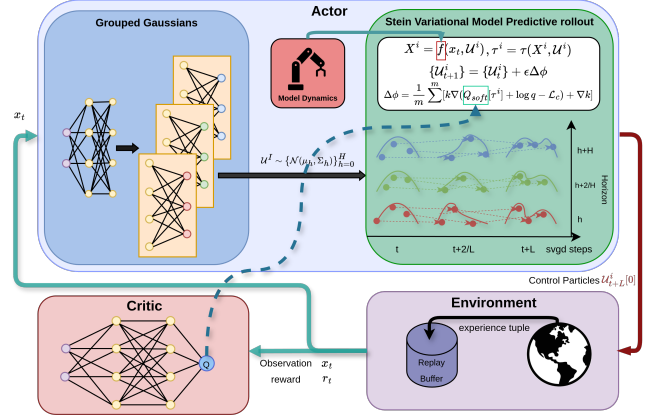 Actor
Grouped Gaussians
Stein Variational Model Predictive rollout
X^i = f(x_t, U^i), τ^i = τ(X^i, U^i)
{U^i_{t+1}} = {U^i_t} + ϵΔϕ
Δϕ = 1/m ∑^m [k∇(Q_soft[τ^i] + log q − L_c) + ∇k]
Model Dynamics
x_t
U^I ∼ {N(μ_h, Σ_h)}^H_{h=0}
h+H
h+2/H
h
Horizon
t
t+2/L
t+L
svgd steps
Control Particles U^i_{t+L}[0]
Critic
Q
Environment
experience tuple
Replay
Buffer
Observation x_t
reward r_t